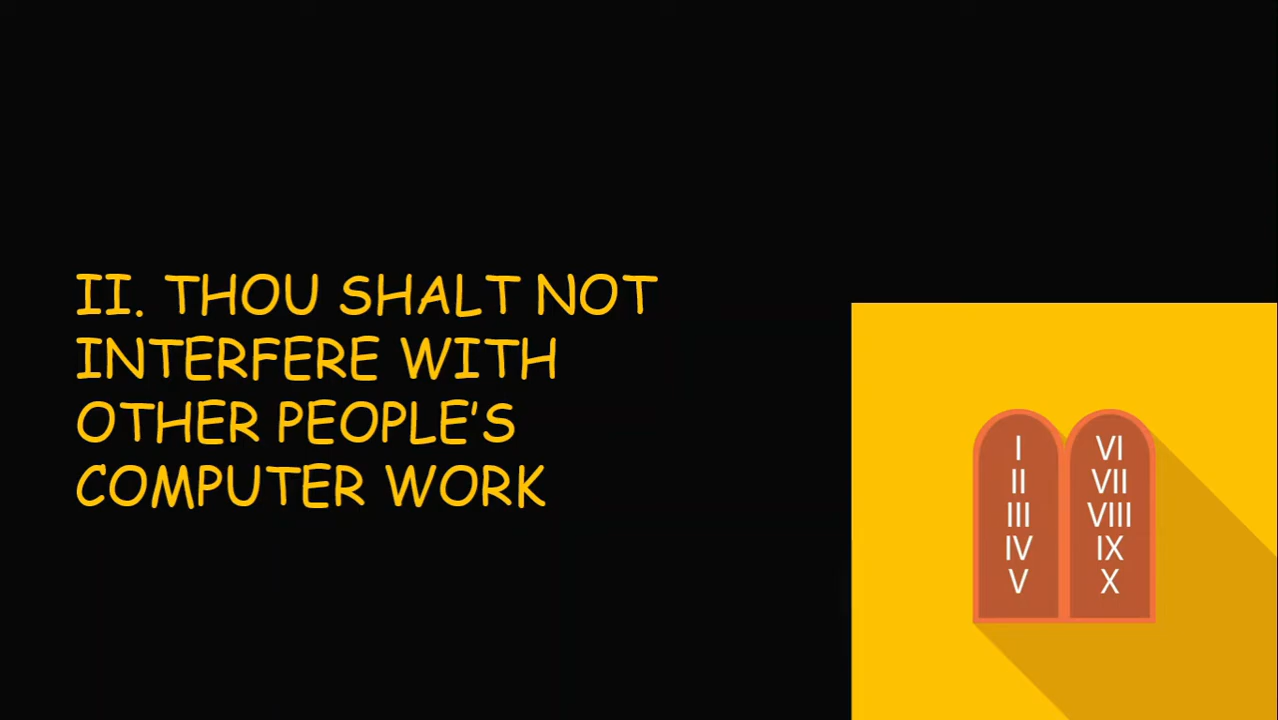 II. THOU SHALT NOT
INTERFERE WITH
OTHER PEOPLE'S
COMPUTER WORK
I
II
III
IV
V
VI
VII
VIII
IX
X